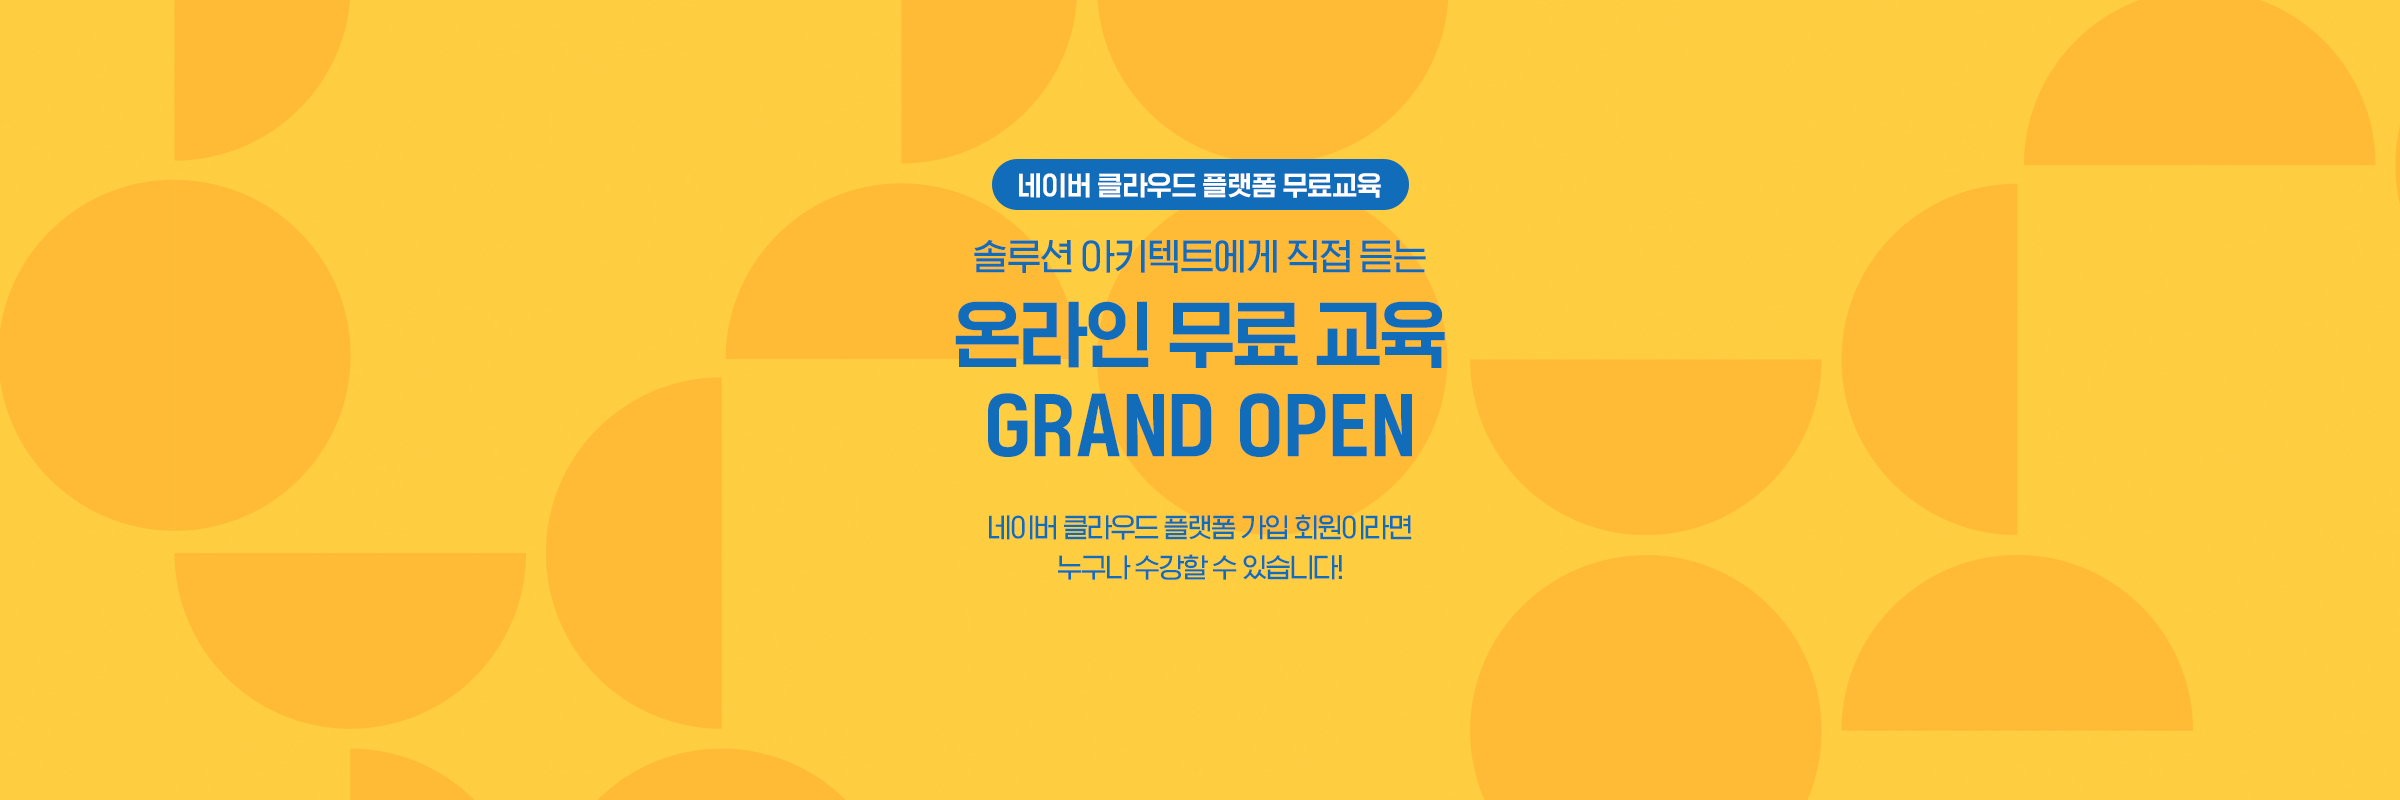 네이버 클라우드 플랫폼 무료교육
솔루션 아키텍트에게 직접 듣는
온라인 무료 교육
GRAND OPEN
네이버 클라우드 플랫폼 가입 회원이라면
누구나 수강할 수 있습니다!